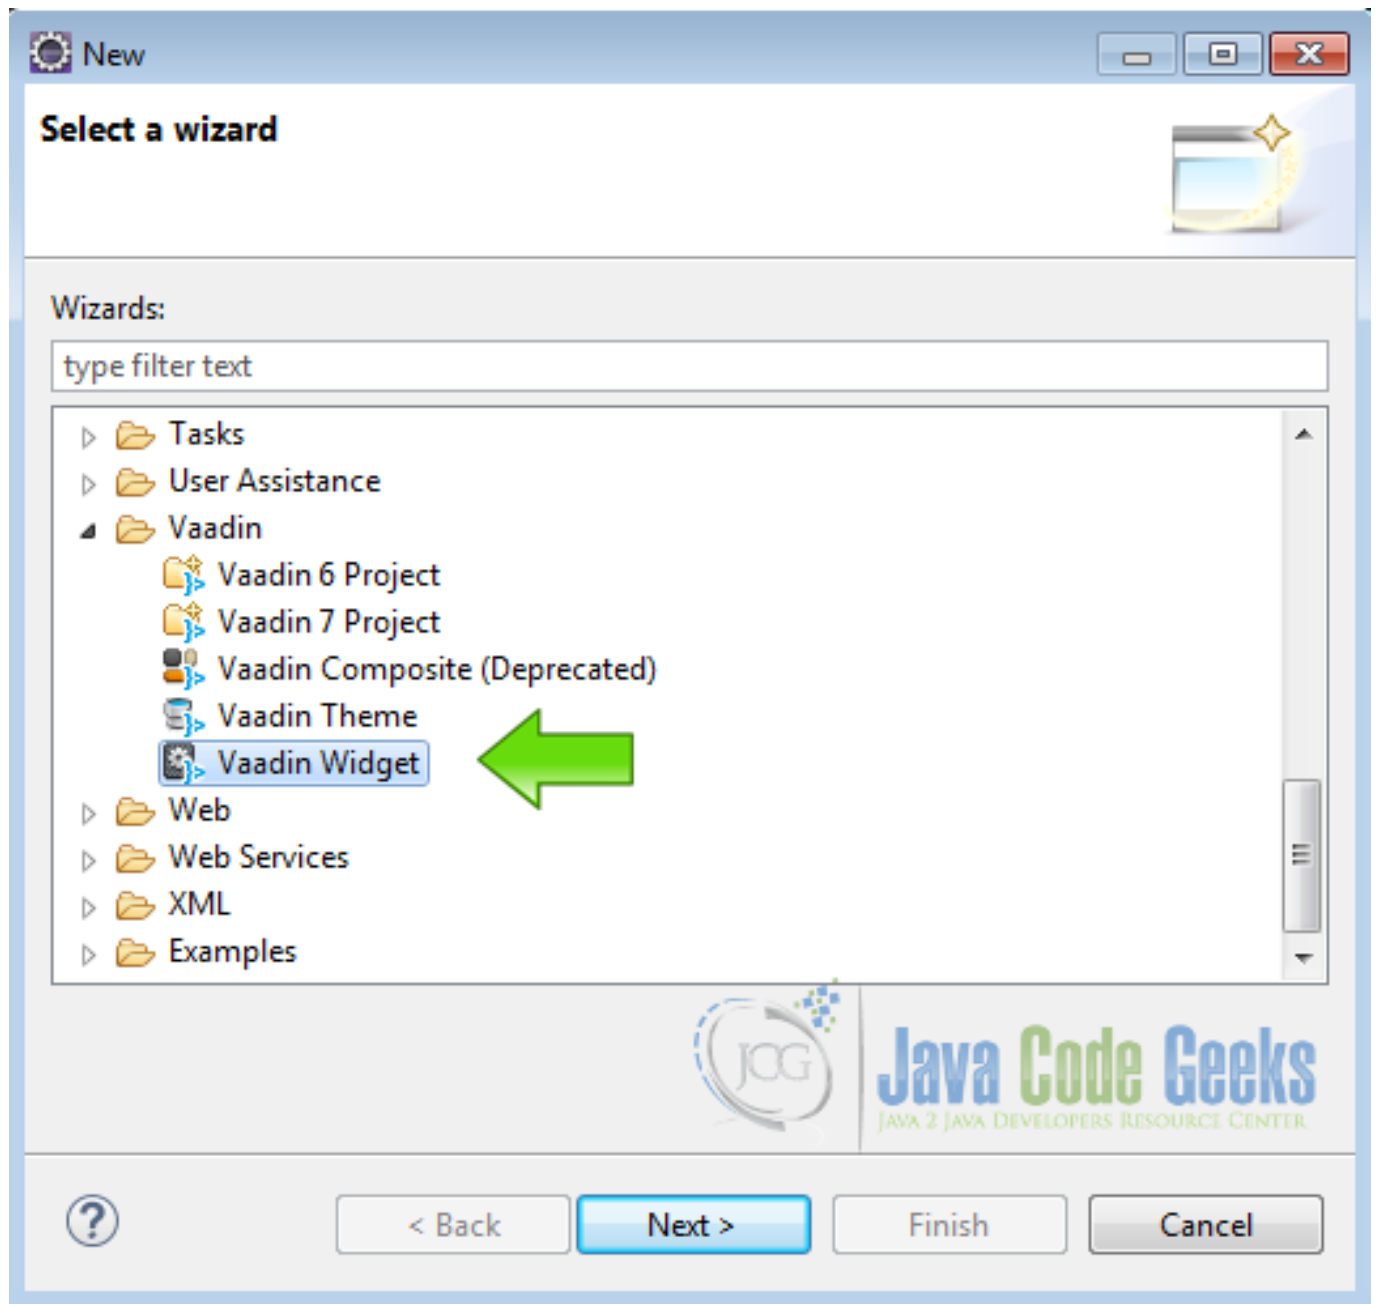 New
Select a wizard
Wizards:
type filter text
Tasks
User Assistance
Vaadin
Vaadin 6 Project
Vaadin 7 Project
Vaadin Composite (Deprecated)
Vaadin Theme
Vaadin Widget
Web
Web Services
XML
Examples
JCG
Java Code Geeks
JAVA 2 JAVA DEVELOPERS RESOURCE CENTER
?
< Back
Next >
Finish
Cancel